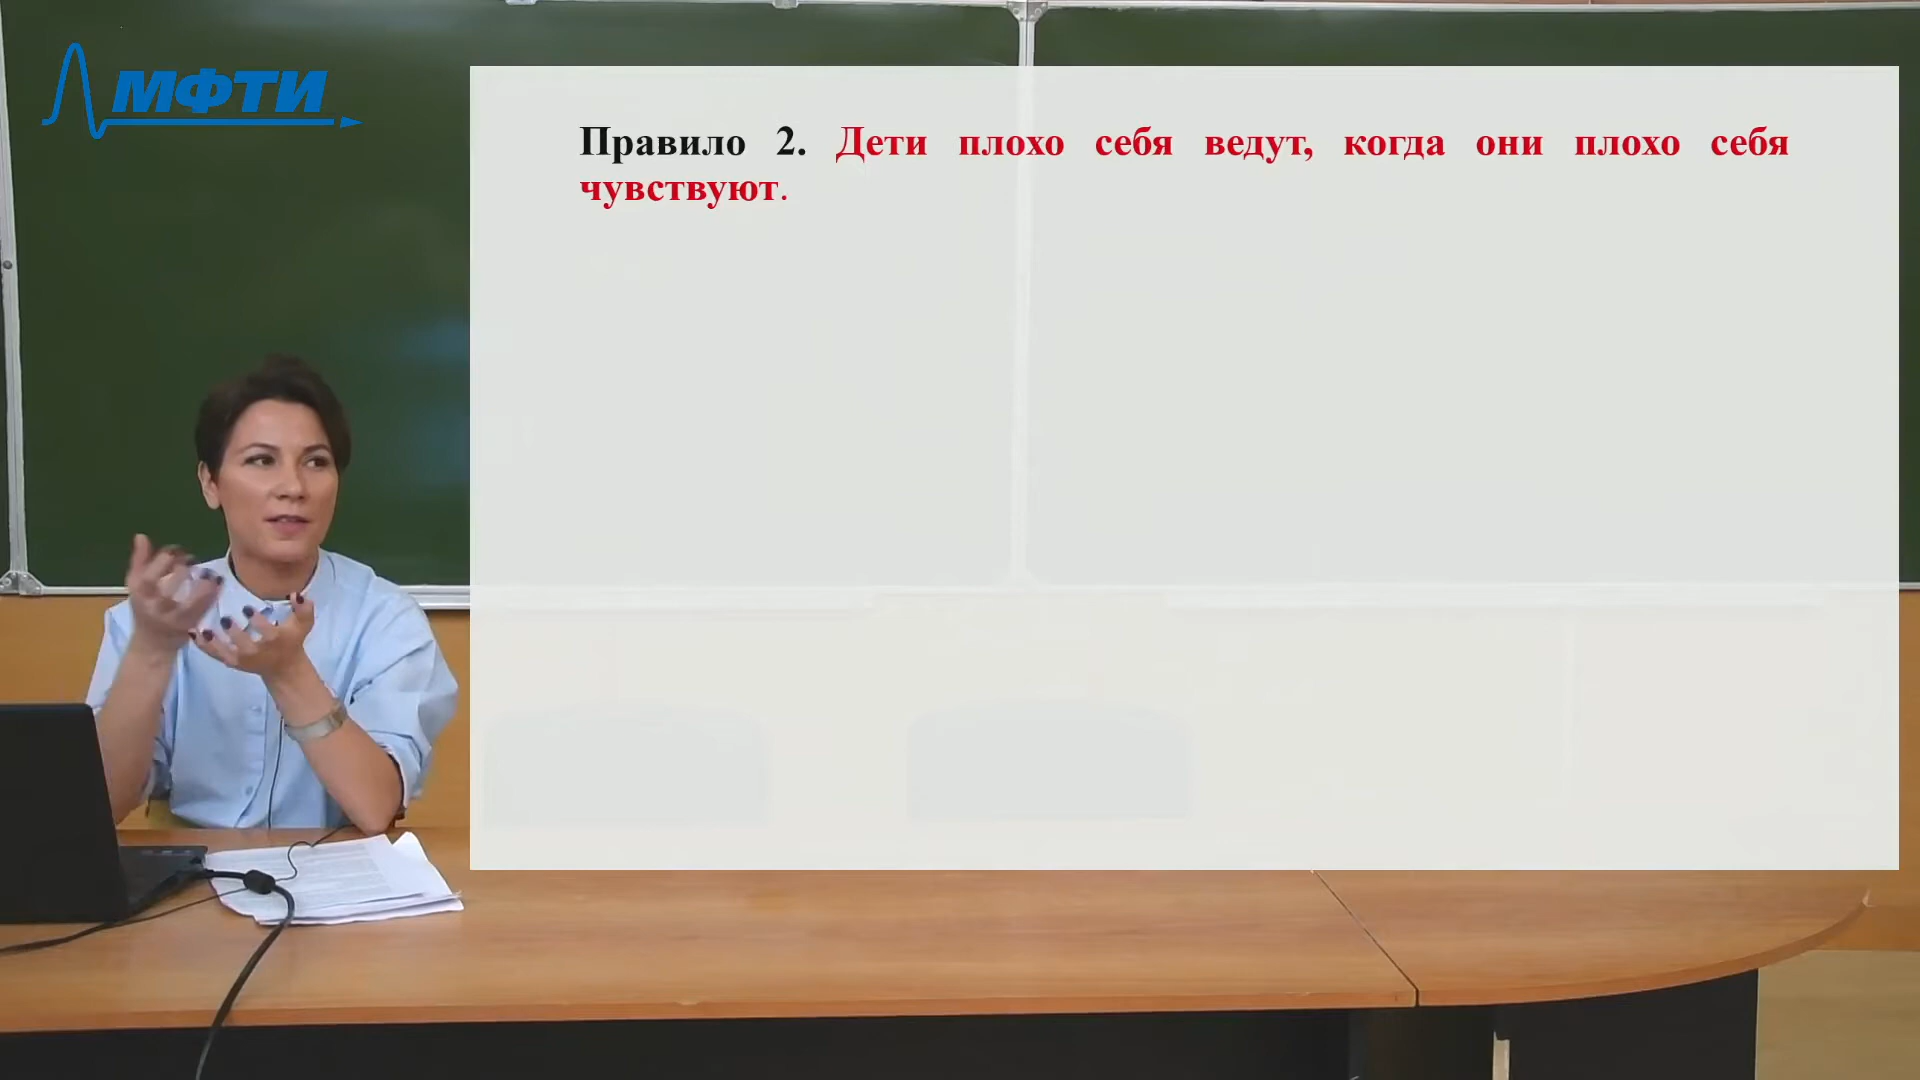 МФТИ
Правило 2. Дети плохо себя ведут, когда они плохо себя
чувствуют.